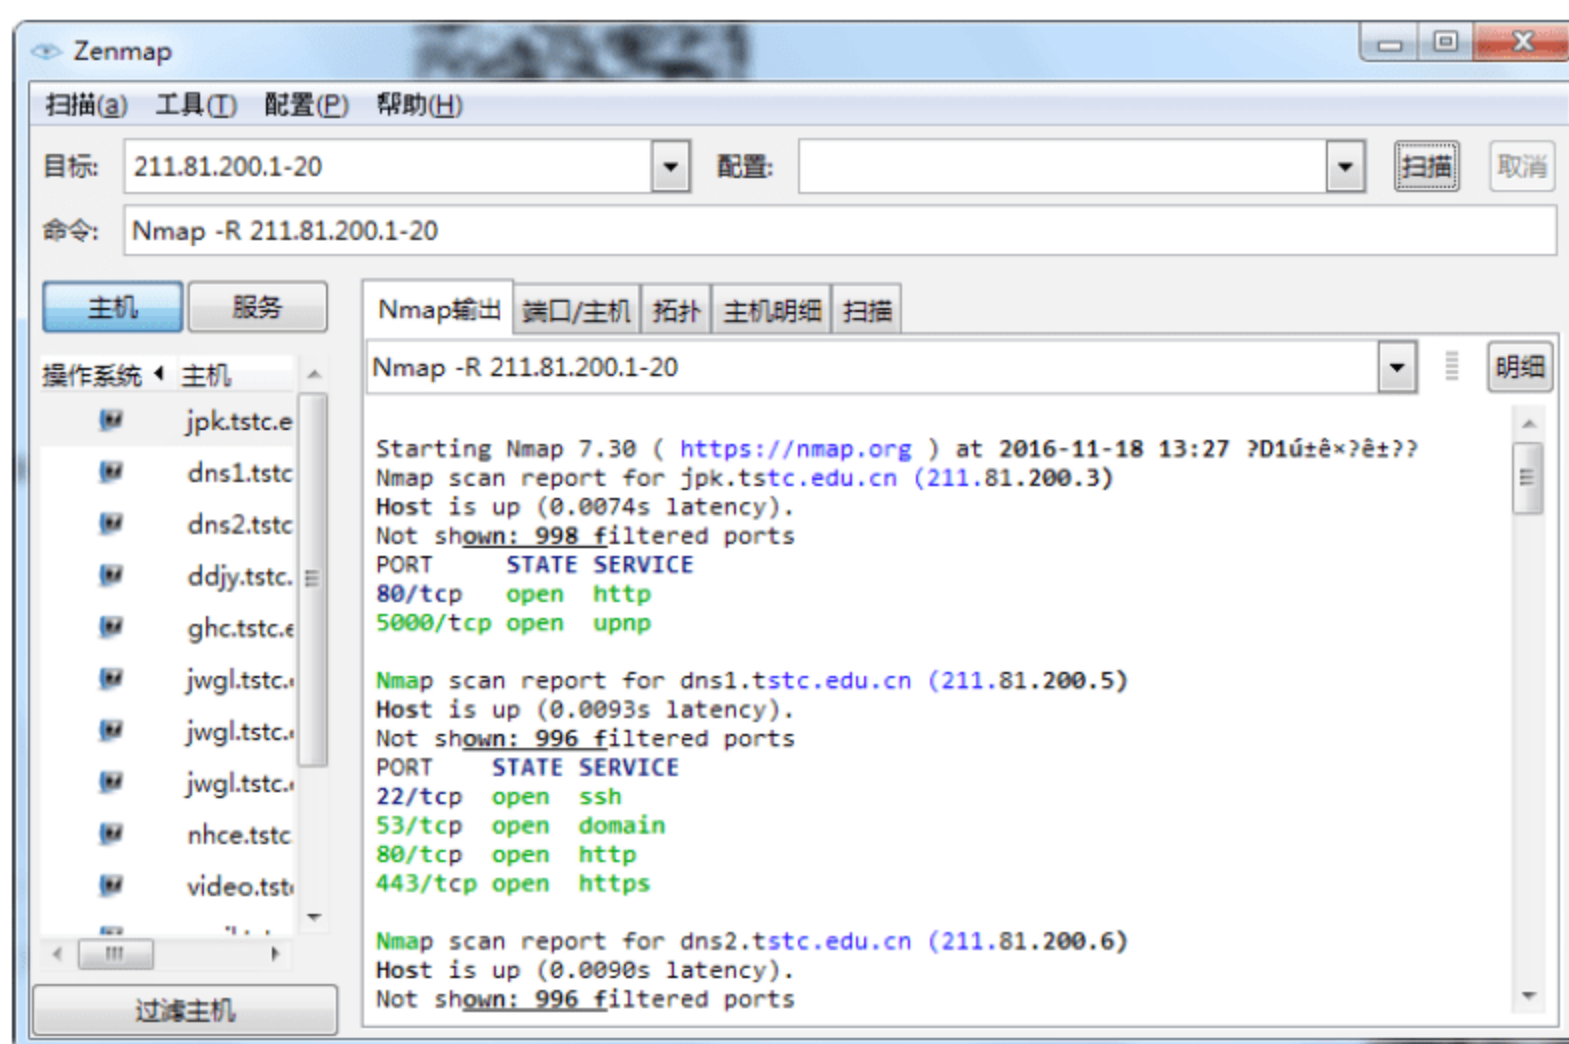 Zenmap
扫描(a) 工具(T) 配置(P) 帮助(H)
目标: 211.81.200.1-20 配置: 扫描 取消
命令: Nmap -R 211.81.200.1-20
主机 服务
Nmap输出 端口/主机 拓扑 主机明细 扫描
操作系统 主机
Nmap -R 211.81.200.1-20 明细
jpk.tstc.e
dns1.tstc
dns2.tstc
ddjy.tstc.
ghc.tstc.e
jwgl.tstc.
jwgl.tstc.
jwgl.tstc.
nhce.tstc
video.tst
过滤主机
Starting Nmap 7.30 ( https://nmap.org ) at 2016-11-18 13:27 ?D1ú±ê×?ê±??
Nmap scan report for jpk.tstc.edu.cn (211.81.200.3)
Host is up (0.0074s latency).
Not shown: 998 filtered ports
PORT STATE SERVICE
80/tcp open http
5000/tcp open upnp
Nmap scan report for dns1.tstc.edu.cn (211.81.200.5)
Host is up (0.0093s latency).
Not shown: 996 filtered ports
PORT STATE SERVICE
22/tcp open ssh
53/tcp open domain
80/tcp open http
443/tcp open https
Nmap scan report for dns2.tstc.edu.cn (211.81.200.6)
Host is up (0.0090s latency).
Not shown: 996 filtered ports